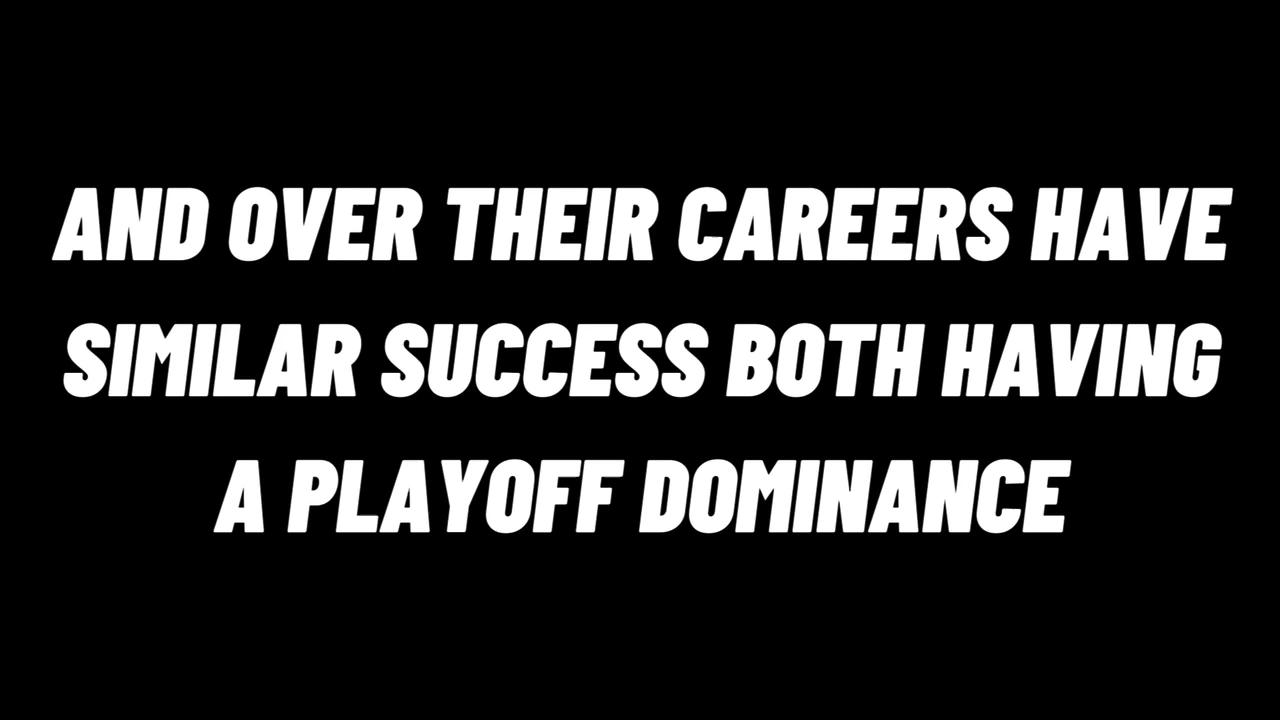 AND OVER THEIR CAREERS HAVE
SIMILAR SUCCESS BOTH HAVING
A PLAYOFF DOMINANCE